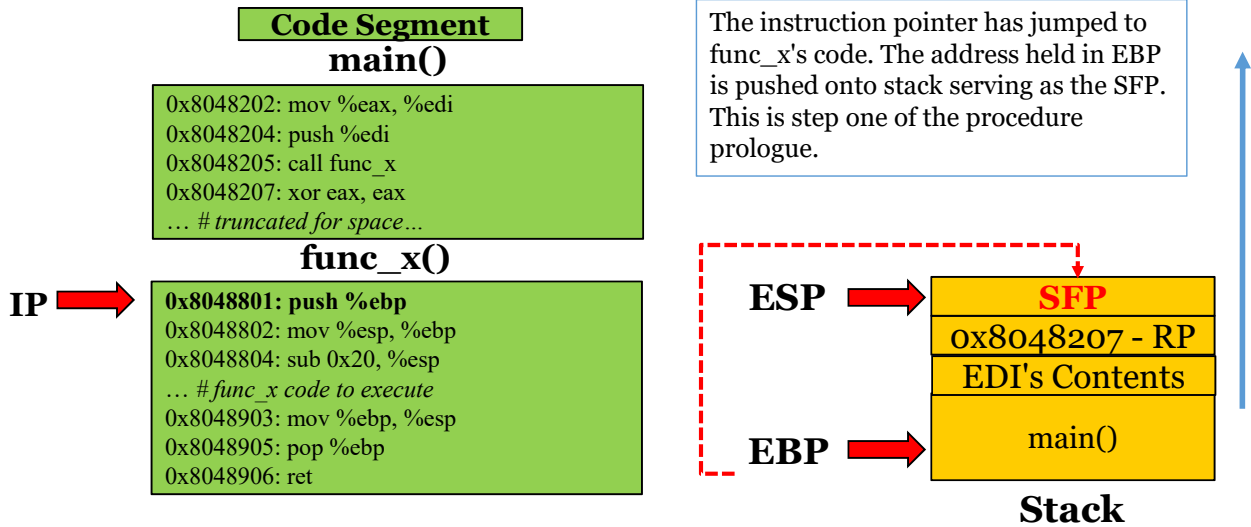 Code Segment
main()
0x8048202: mov %eax, %edi
0x8048204: push %edi
0x8048205: call func_x
0x8048207: xor eax, eax
… # truncated for space…
func_x()
IP
0x8048801: push %ebp
0x8048802: mov %esp, %ebp
0x8048804: sub 0x20, %esp
… # func_x code to execute
0x8048903: mov %ebp, %esp
0x8048905: pop %ebp
0x8048906: ret
The instruction pointer has jumped to
func_x's code. The address held in EBP
is pushed onto stack serving as the SFP.
This is step one of the procedure
prologue.
ESP
SFP
0x8048207 - RP
EDI's Contents
EBP
main()
Stack